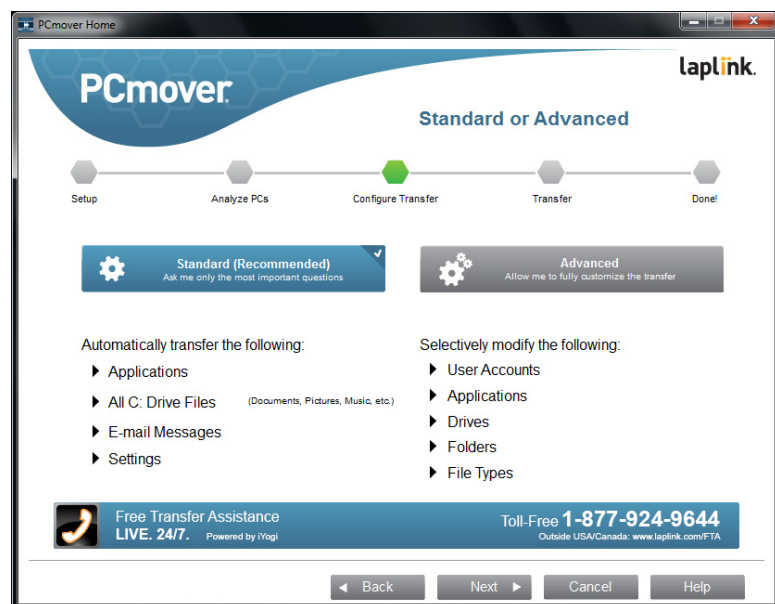 PCmover Home
PCmover.
laplink.
Standard or Advanced
Setup
Analyze PCs
Configure Transfer
Transfer
Done!
Standard (Recommended)
Ask me only the most important questions
Advanced
Allow me to fully customize the transfer
Automatically transfer the following:
Applications
All C: Drive Files (Documents, Pictures, Music, etc.)
E-mail Messages
Settings
Selectively modify the following:
User Accounts
Applications
Drives
Folders
File Types
Free Transfer Assistance
LIVE. 24/7. Powered by iYogi
Toll-Free 1-877-924-9644
Outside USA/Canada: www.laplink.com/FTA
Back
Next
Cancel
Help